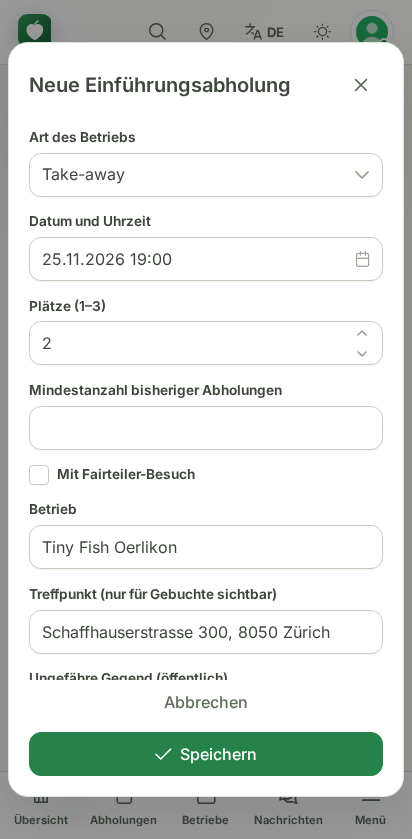 DE
Neue Einführungsabholung
Art des Betriebs
Take-away
Datum und Uhrzeit
25.11.2026 19:00
Plätze (1–3)
2
Mindestanzahl bisheriger Abholungen
Mit Fairteiler-Besuch
Betrieb
Tiny Fish Oerlikon
Treffpunkt (nur für Gebuchte sichtbar)
Schaffhauserstrasse 300, 8050 Zürich
Ungefähre Gegend (öffentlich)
Abbrechen
Speichern
Übersicht Abholungen Betriebe Nachrichten Menü